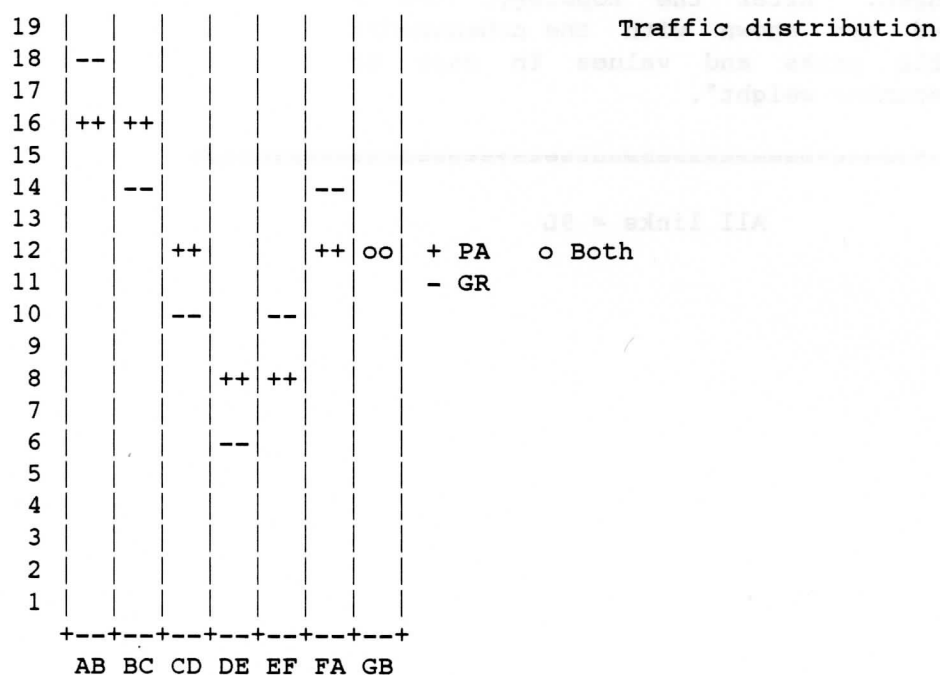 19 Traffic distribution
18 --
17
16 ++ ++
15
14 -- --
13
12 ++ ++ oo + PA o Both
11 - GR
10 -- --
9
8 ++ ++
7
6 --
5
4
3
2
1
+--+--+--+--+--+--+--+
AB BC CD DE EF FA GB